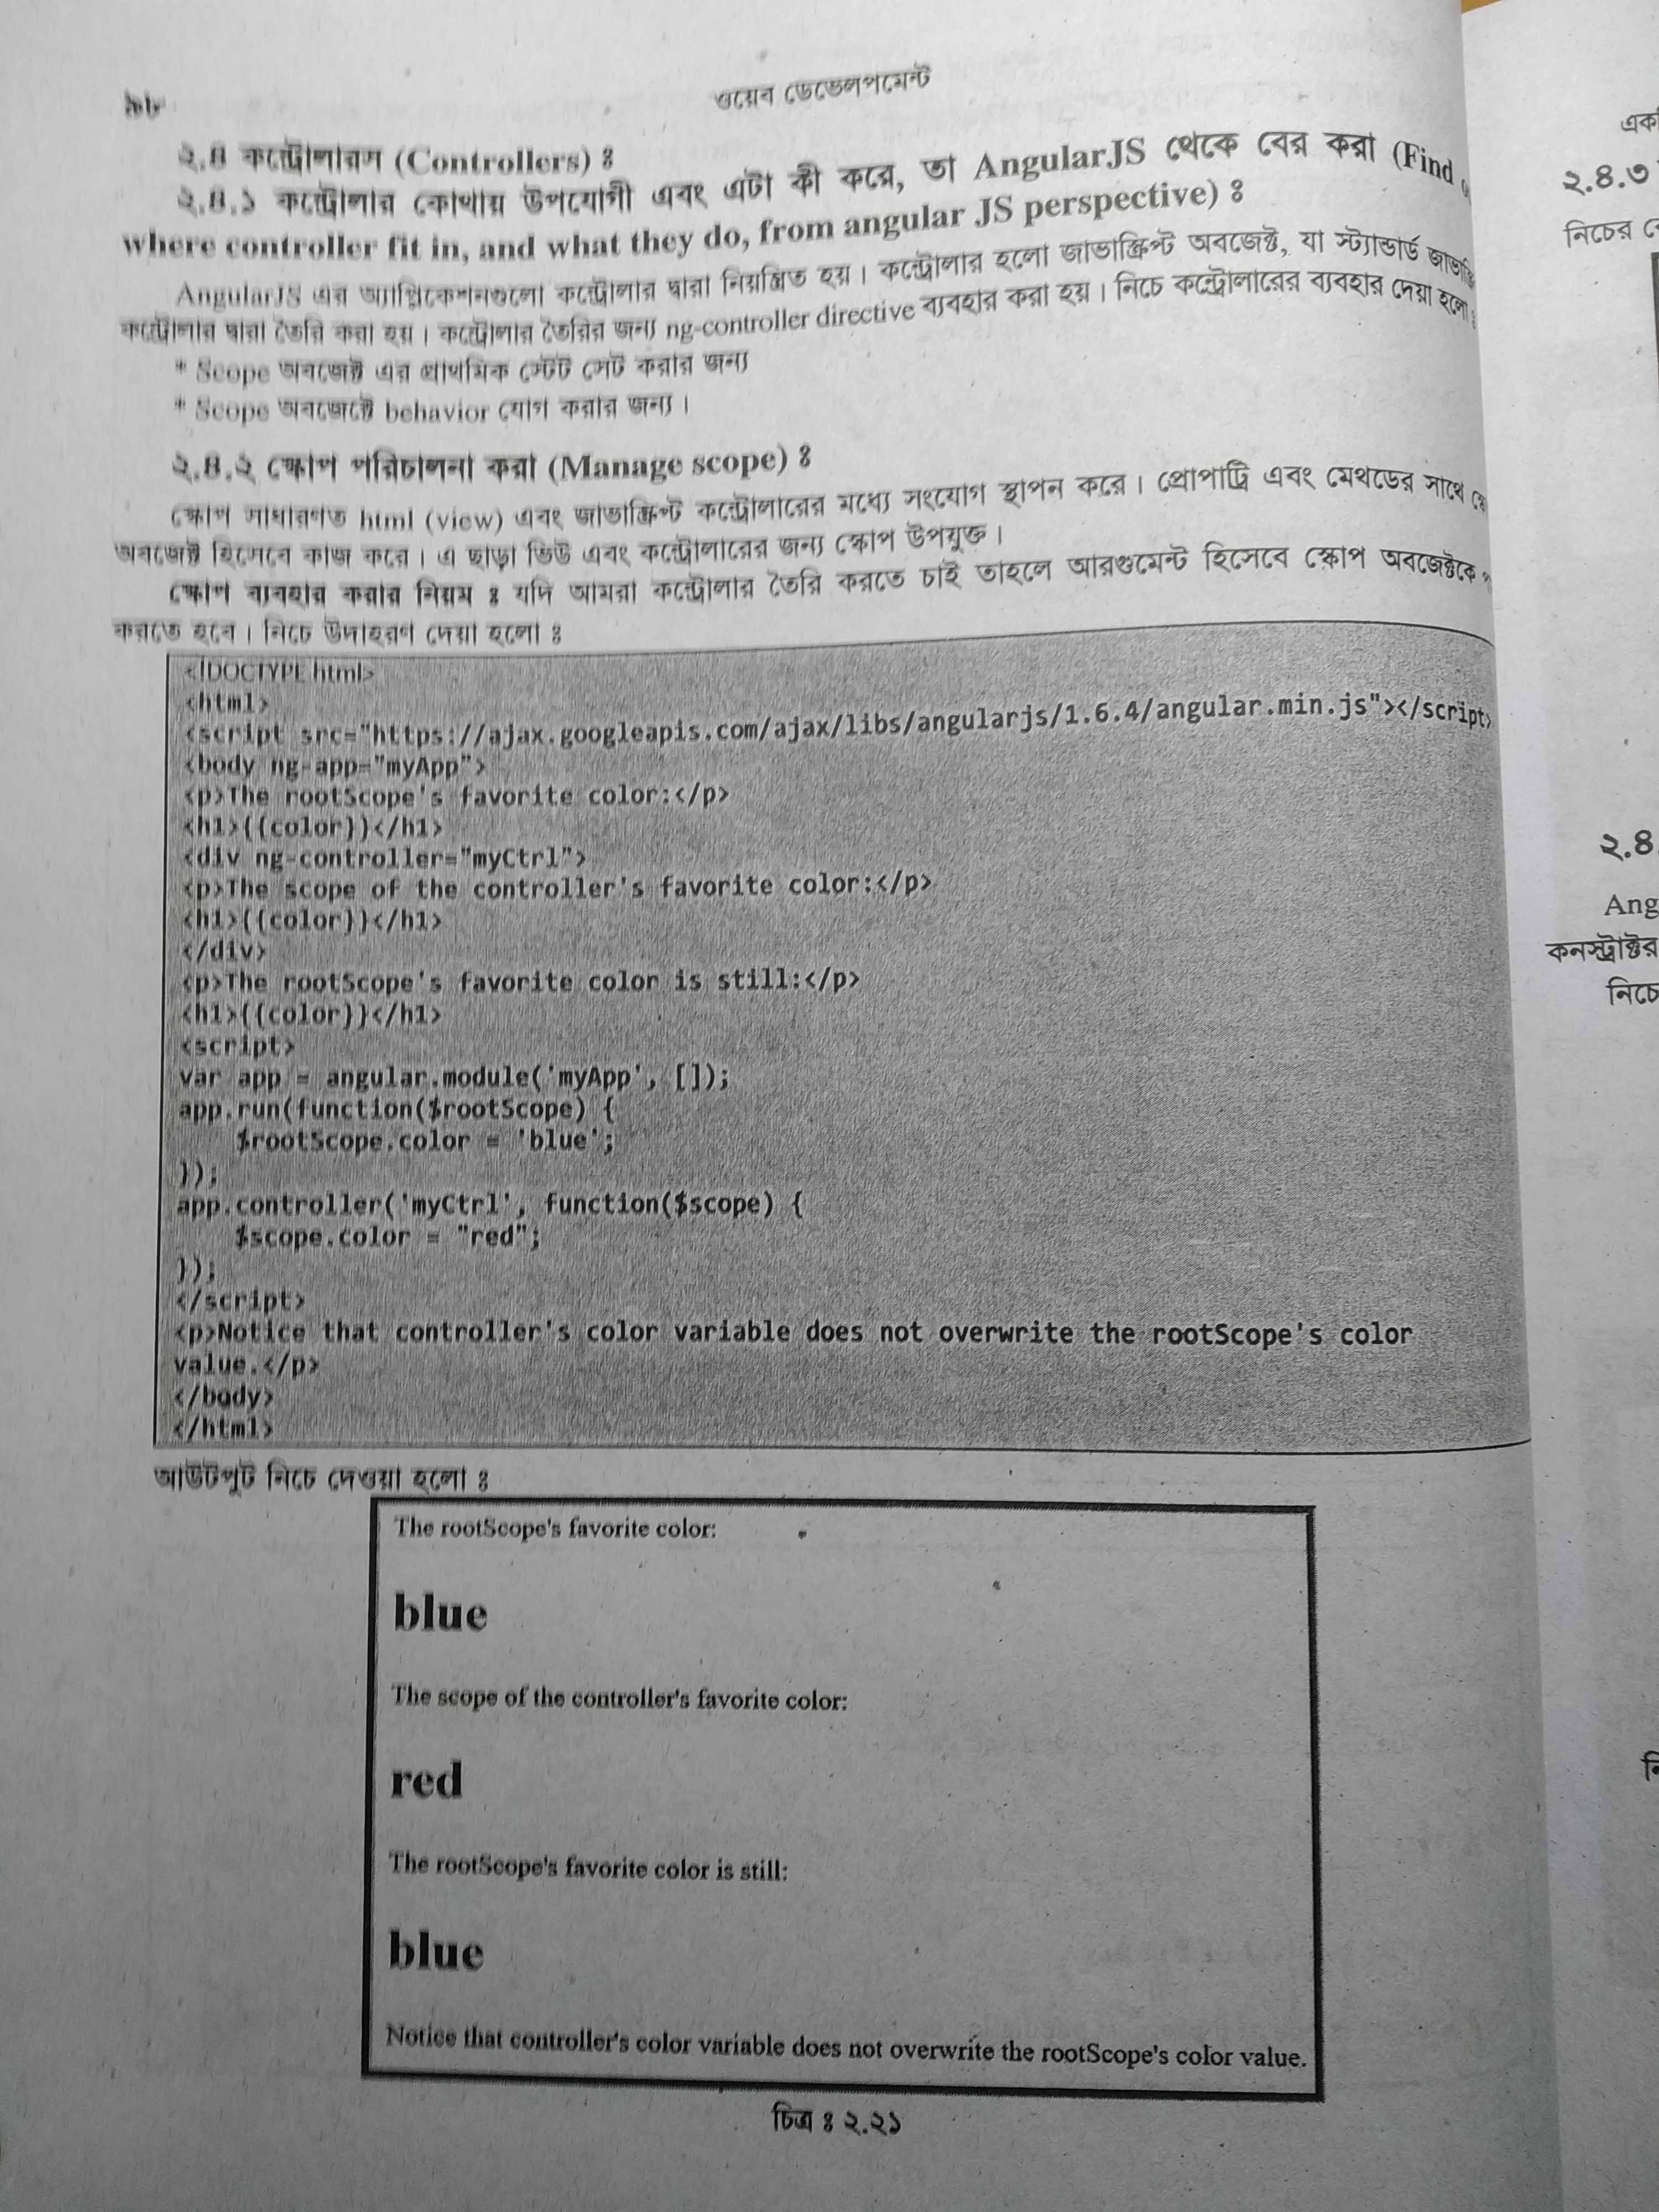 ওয়েব ডেভেলপমেন্ট
২.৪ কন্ট্রোলারস (Controllers) ঃ
২.৪.১ কন্ট্রোলার কোথায় উপযোগী এবং এটা কী করে, তা AngularJS থেকে বের করা (Find
where controller fit in, and what they do, from angular JS perspective) ঃ
AngularJS এর অ্যাপ্লিকেশনগুলো কন্ট্রোলার দ্বারা নিয়ন্ত্রিত হয়। কন্ট্রোলার হলো জাভাস্ক্রিপ্ট অবজেক্ট, যা স্ট্যান্ডার্ড
কন্ট্রোলার দ্বারা তৈরি করা হয়। কন্ট্রোলার তৈরির জন্য ng-controller directive ব্যবহার করা হয়। নিচে কন্ট্রোলারের ব্যবহার দেয়া হলো ঃ
* Scope অবজেক্ট এর প্রাথমিক স্টেট সেট করার জন্য
* Scope অবজেক্টে behavior যোগ করার জন্য।
২.৪.২ স্কোপ পরিচালনা করা (Manage scope) ঃ
স্কোপ সাধারণত html (view) এবং জাভাস্ক্রিপ্ট কন্ট্রোলারের মধ্যে সংযোগ স্থাপন করে। প্রোপার্টি এবং মেথডের সাথে
অবজেক্ট হিসেবে কাজ করে। এ ছাড়া ভিউ এবং কন্ট্রোলারের জন্য স্কোপ উপযুক্ত।
স্কোপ ব্যবহার করার নিয়ম ঃ যদি আমরা কন্ট্রোলার তৈরি করতে চাই তাহলে আরগুমেন্ট হিসেবে স্কোপ অবজেক্টকে
করতে হবে। নিচে উদাহরণ দেয়া হলো ঃ
<!DOCTYPE html>
<html>
<script src="https://ajax.googleapis.com/ajax/libs/angularjs/1.6.4/angular.min.js"></script>
<body ng-app="myApp">
<p>The rootScope's favorite color:</p>
<h1>{{color}}</h1>
<div ng-controller="myCtrl">
<p>The scope of the controller's favorite color:</p>
<h1>{{color}}</h1>
</div>
<p>The rootScope's favorite color is still:</p>
<h1>{{color}}</h1>
<script>
var app = angular.module('myApp', []);
app.run(function($rootScope) {
    $rootScope.color = 'blue';
});
app.controller('myCtrl', function($scope) {
    $scope.color = "red";
});
</script>
<p>Notice that controller's color variable does not overwrite the rootScope's color
value.</p>
</body>
</html>
আউটপুট নিচে দেওয়া হলো ঃ
The rootScope's favorite color:
blue
The scope of the controller's favorite color:
red
The rootScope's favorite color is still:
blue
Notice that controller's color variable does not overwrite the rootScope's color value.
চিত্র ঃ ২.২১
২.৪.৩
নিচের
২.৪.
Ang
কনস্ট্রাক্টর
নিচে